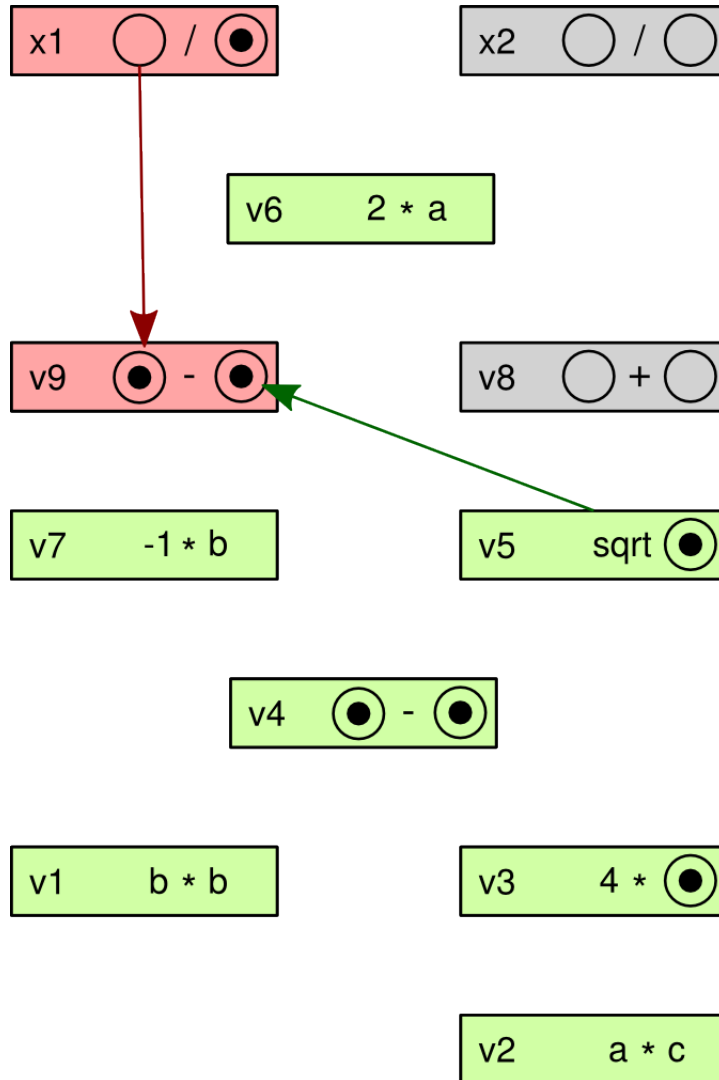 x1 /
x2 /
v6 2 * a
v9 -
v8 +
v7 -1 * b
v5 sqrt
v4 -
v1 b * b
v3 4 *
v2 a * c